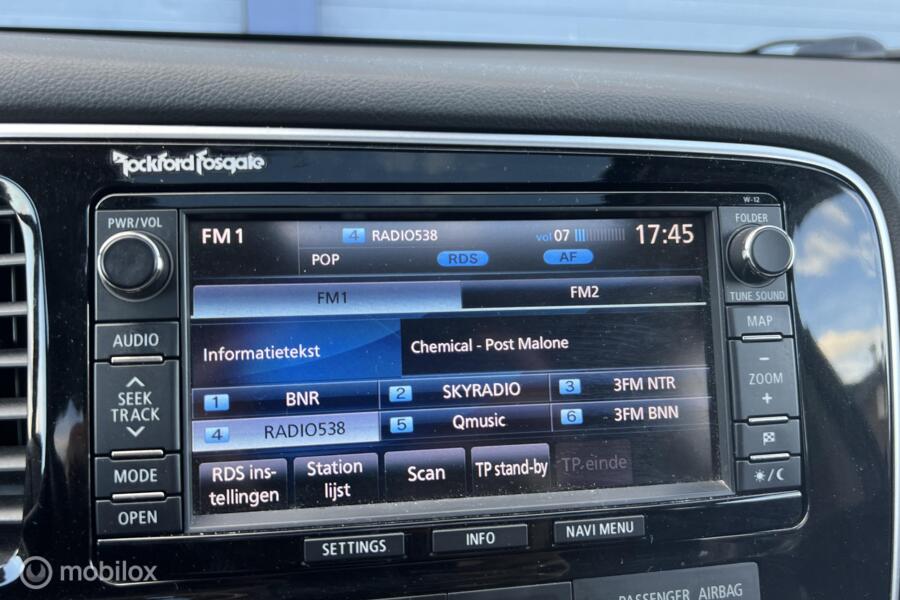 Rockford Fosgate
W-12
PWR/VOL
FOLDER
FM1
4 RADIO538
vol 07
17:45
POP
RDS
AF
TUNE SOUND
FM1
FM2
MAP
AUDIO
Informatietekst
Chemical - Post Malone
SEEK
TRACK
ZOOM
1 BNR
2 SKYRADIO
3 3FM NTR
4 RADIO538
5 Qmusic
6 3FM BNN
MODE
RDS ins-
tellingen
Station
lijst
Scan
TP stand-by
TP einde
OPEN
SETTINGS
INFO
NAVI MENU
PASSENGER AIRBAG
mobilox